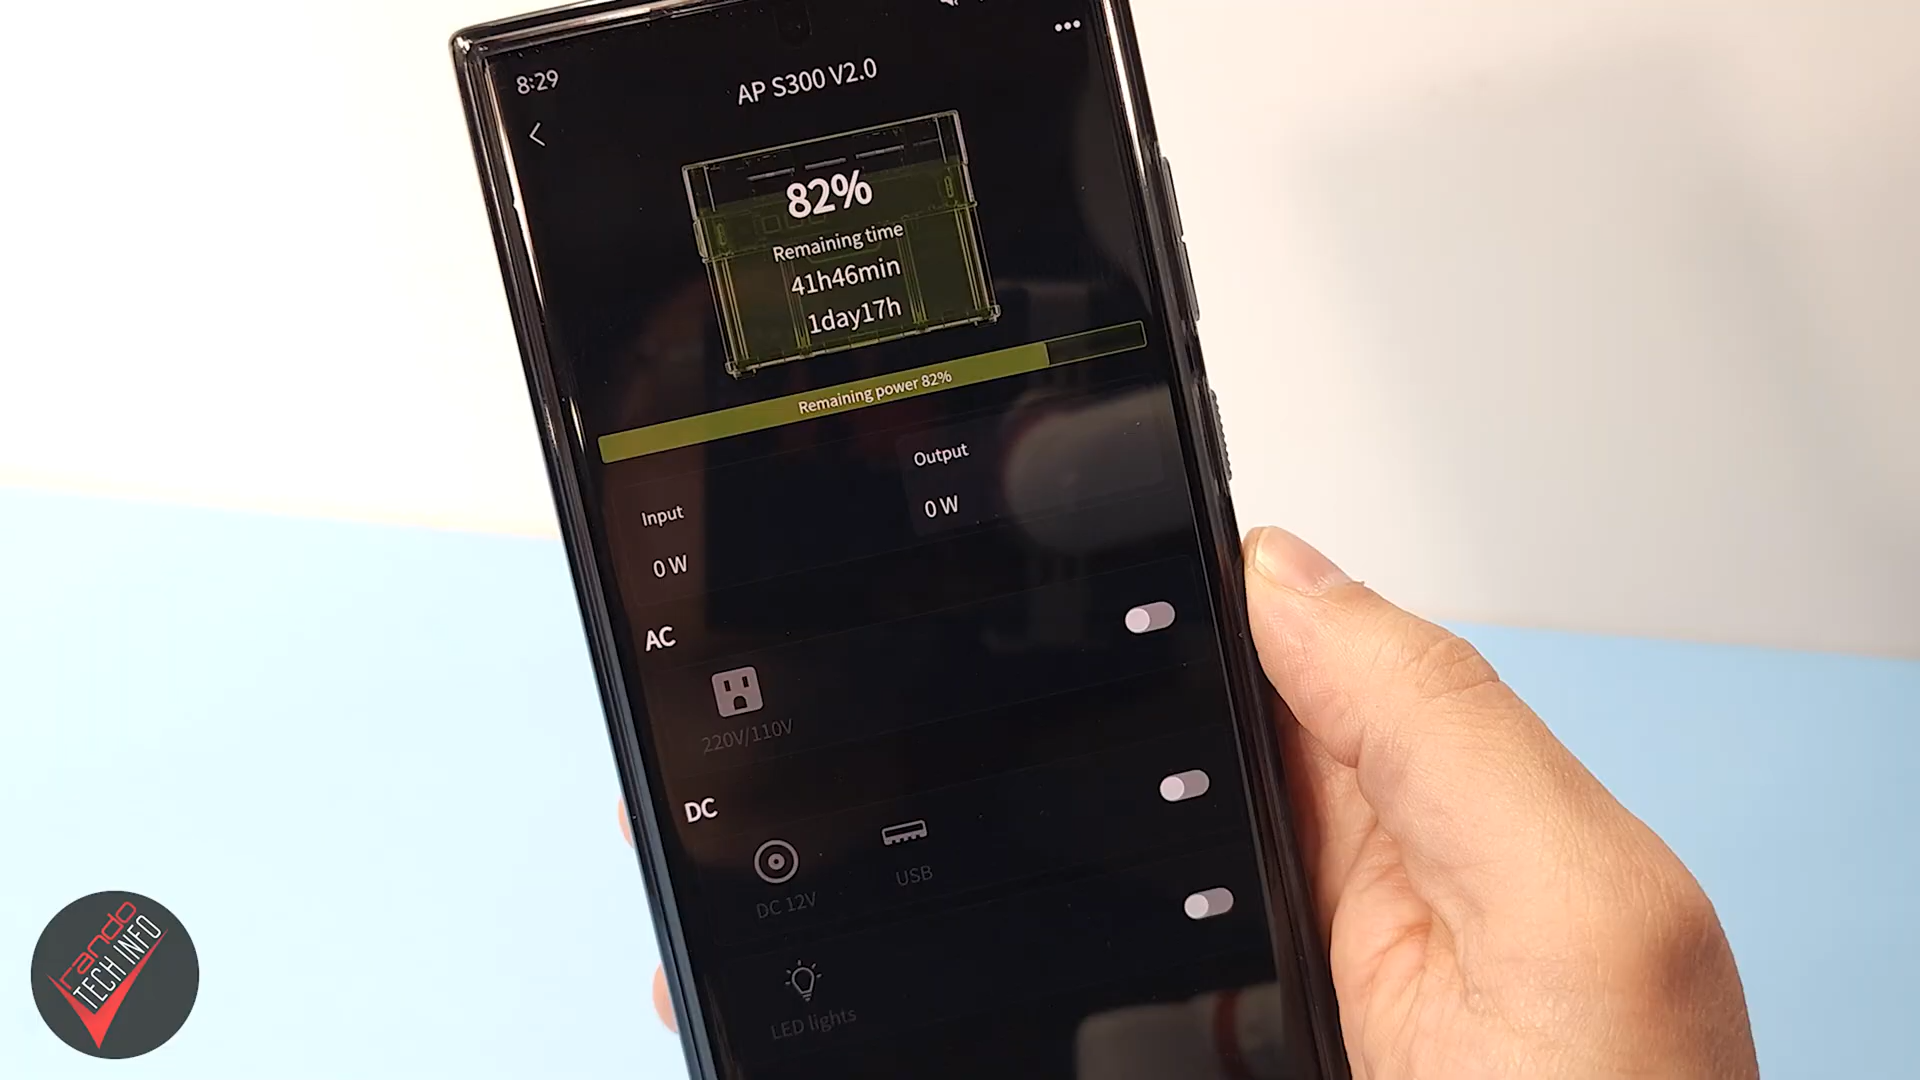 8:29
AP S300 V2.0
82%
Remaining time
41h46min
1day17h
Remaining power 82%
Input
Output
0 W
0 W
AC
220V/110V
DC
DC 12V
USB
LED lights
Irando
TECH INFO